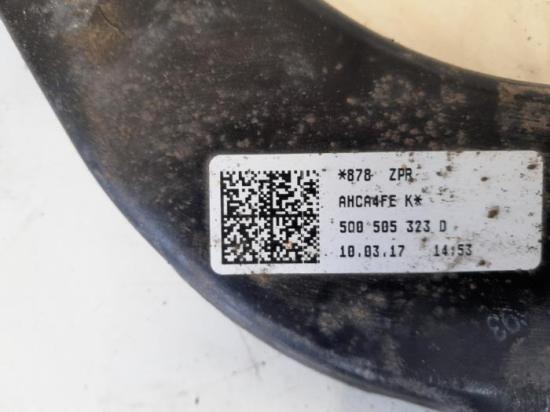 *878 ZPR
AHCA4FE K*
5Q0 505 323 D
10.03.17 14:53